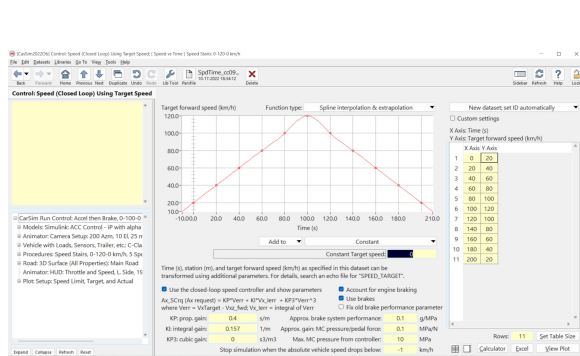 (CarSim2022(b)) Control: Speed (Closed Loop) Using Target Speed; ( Speed vs Time ) Speed Stairs: 0-120-0 km/h
File Edit Datasets Libraries Go To View Tools Help
Back Forward Home Previous Next Duplicate Undo Redo Lib Tool Parsfile SpdTime_cc09.. 10-17-2022 16:54:12 Delete Sidebar Refresh Help Lock
Control: Speed (Closed Loop) Using Target Speed
Target forward speed (km/h) Function type: Spline interpolation & extrapolation
120.0
100.0
80.0
60.0
40.0
20.0
10.0
-10.0 0.0 20.0 40.0 60.0 80.0 100.0 120.0 140.0 160.0 180.0 210.0
Time (s)
Add to Constant
Constant Target speed: 0
Time (s), station (m), and target forward speed (km/h) as specified in this dataset can be
transformed using additional formulas. For details, search an echo file for "SPEED_TARGET".
Use the closed-loop speed controller and show parameters
Account for engine braking
Ax_SCrq (Ax request) = KP*Verr + KI*Vx_Ierr + KP3*Verr^3
Use brakes
where Verr = VxTarget - Vxz_fwd; Vx_Ierr = integral of Verr
Fix old brake performance parameter
KP: prop. gain: 0.4 s/m Approx. brake system performance: 0.1 g/MPa
KI: integral gain: 0.157 1/m Approx. gain: MC pressure/pedal force: 0.1 MPa/N
KP3: cubic gain: 0 s3/m3 Max. MC pressure from controller: 10 MPa
Stop simulation when the absolute vehicle speed drops below: -1 km/h
CarSim Run Control: Accel then Brake, 0-100-0
Models: Simulink: ACC Control - IP with alpha
Animator: Camera Setup: 200 Azm, 10 El, 25 n
Vehicle with Loads, Sensors, Trailer, etc: C-Cla
Procedures: Speed Stairs, 0-120-0 km/h, 5 Spi
Road: 3D Surface (All Properties): Main Road
Animator: HUD: Throttle and Speed, L. Side, 1S
Plot Setup: Speed Limit, Target, and Actual
Expand Collapse Refresh Reset
New dataset; set ID automatically
Custom settings
X Axis: Time (s)
Y Axis: Target forward speed (km/h)
X Axis Y Axis
1 0 20
2 20 40
3 40 60
4 60 80
5 80 100
6 100 120
7 120 100
8 140 80
9 160 60
10 180 40
11 200 20
Rows: 11 Set Table Size
Calculator Excel View Plot